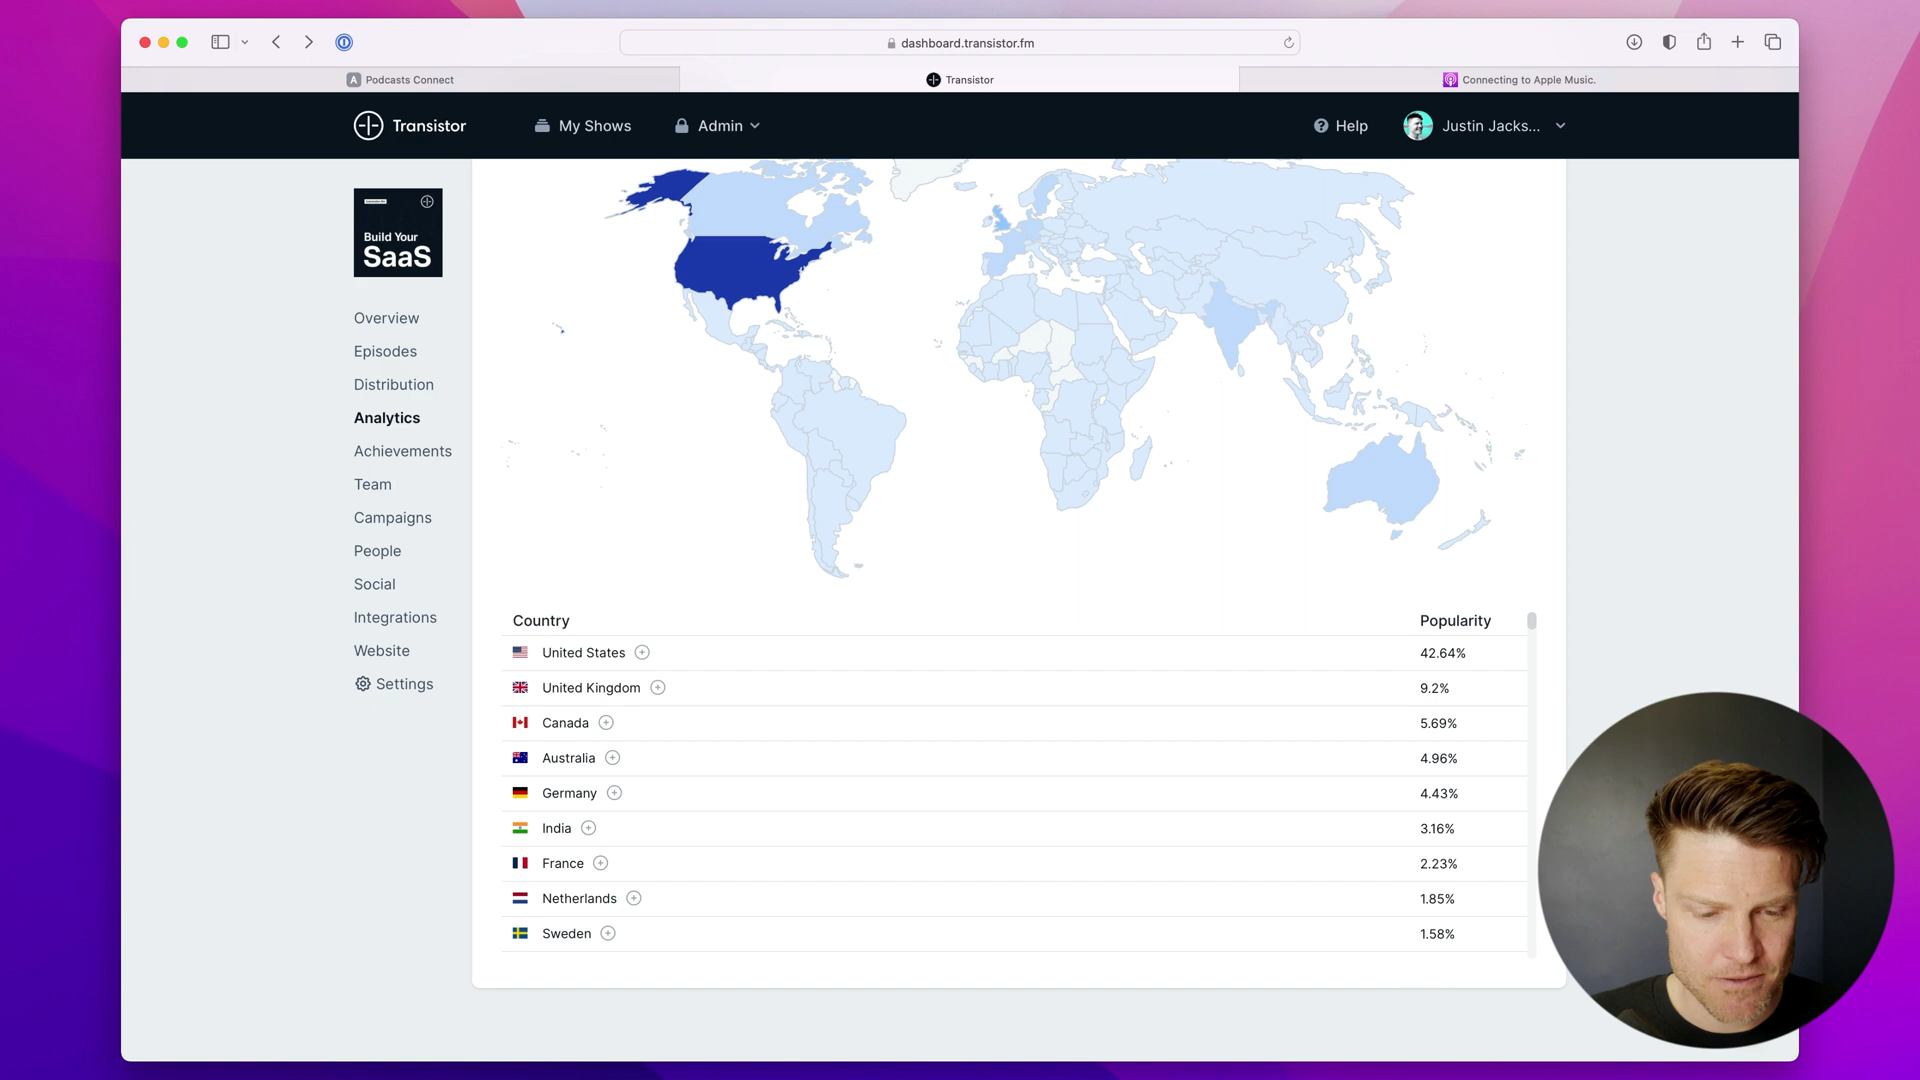 dashboard.transistor.fm
Podcasts Connect
Transistor
Connecting to Apple Music.
Transistor
My Shows
Admin
Help
Justin Jacks...
Build Your
SaaS
Overview
Episodes
Distribution
Analytics
Achievements
Team
Campaigns
People
Social
Integrations
Website
Settings
Country Popularity
United States 42.64%
United Kingdom 9.2%
Canada 5.69%
Australia 4.96%
Germany 4.43%
India 3.16%
France 2.23%
Netherlands 1.85%
Sweden 1.58%